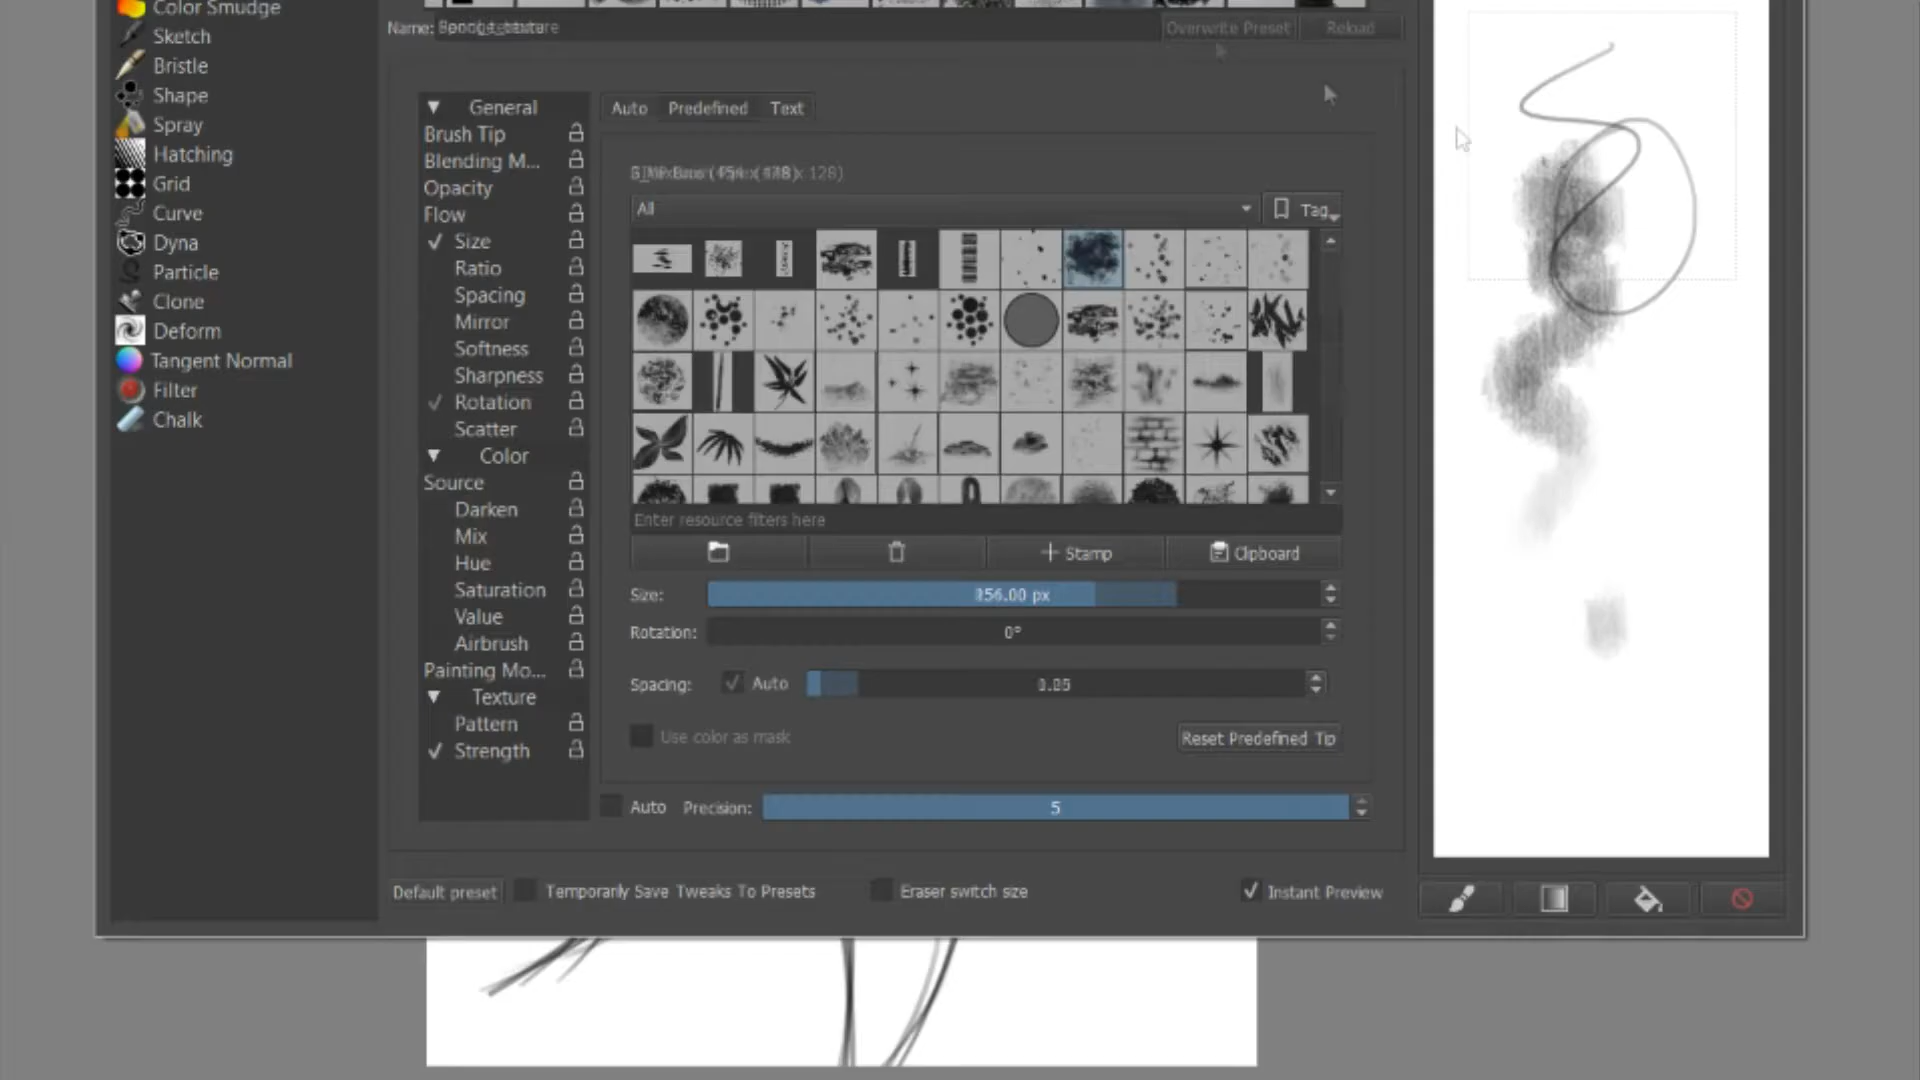 Color Smudge
Sketch
Bristle
Shape
Spray
Hatching
Grid
Curve
Dyna
Particle
Clone
Deform
Tangent Normal
Filter
Chalk
Name:
Overwrite Preset
Reload
General
Brush Tip
Blending M...
Opacity
Flow
Size
Ratio
Spacing
Mirror
Softness
Sharpness
Rotation
Scatter
Color
Source
Darken
Mix
Hue
Saturation
Value
Airbrush
Painting Mo...
Texture
Pattern
Strength
Auto Predefined Text
All
Tag
Enter resource filters here
Stamp
Clipboard
Size: 56.00 px
Rotation: 0°
Spacing: Auto
Use color as mask
Reset Predefined Tip
Auto Precision: 5
Default preset
Temporarily Save Tweaks To Presets
Eraser switch size
Instant Preview